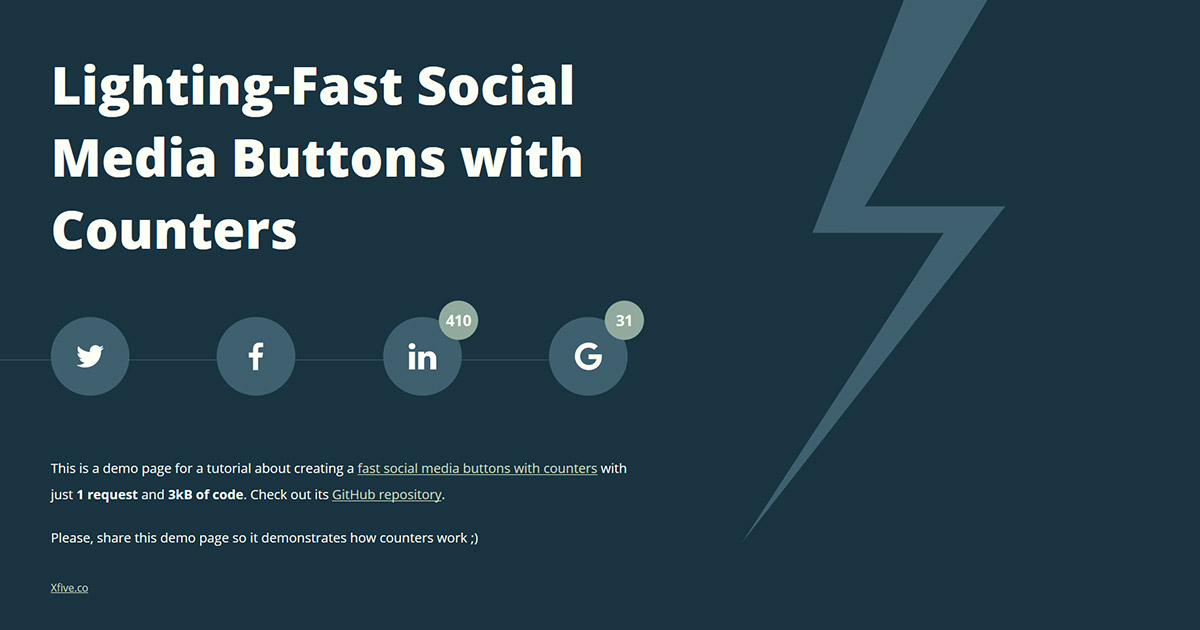 Lighting-Fast Social
Media Buttons with
Counters
410
31
in
G
This is a demo page for a tutorial about creating a fast social media buttons with counters with
just 1 request and 3kB of code. Check out its GitHub repository.
Please, share this demo page so it demonstrates how counters work ;)
Xfive.co